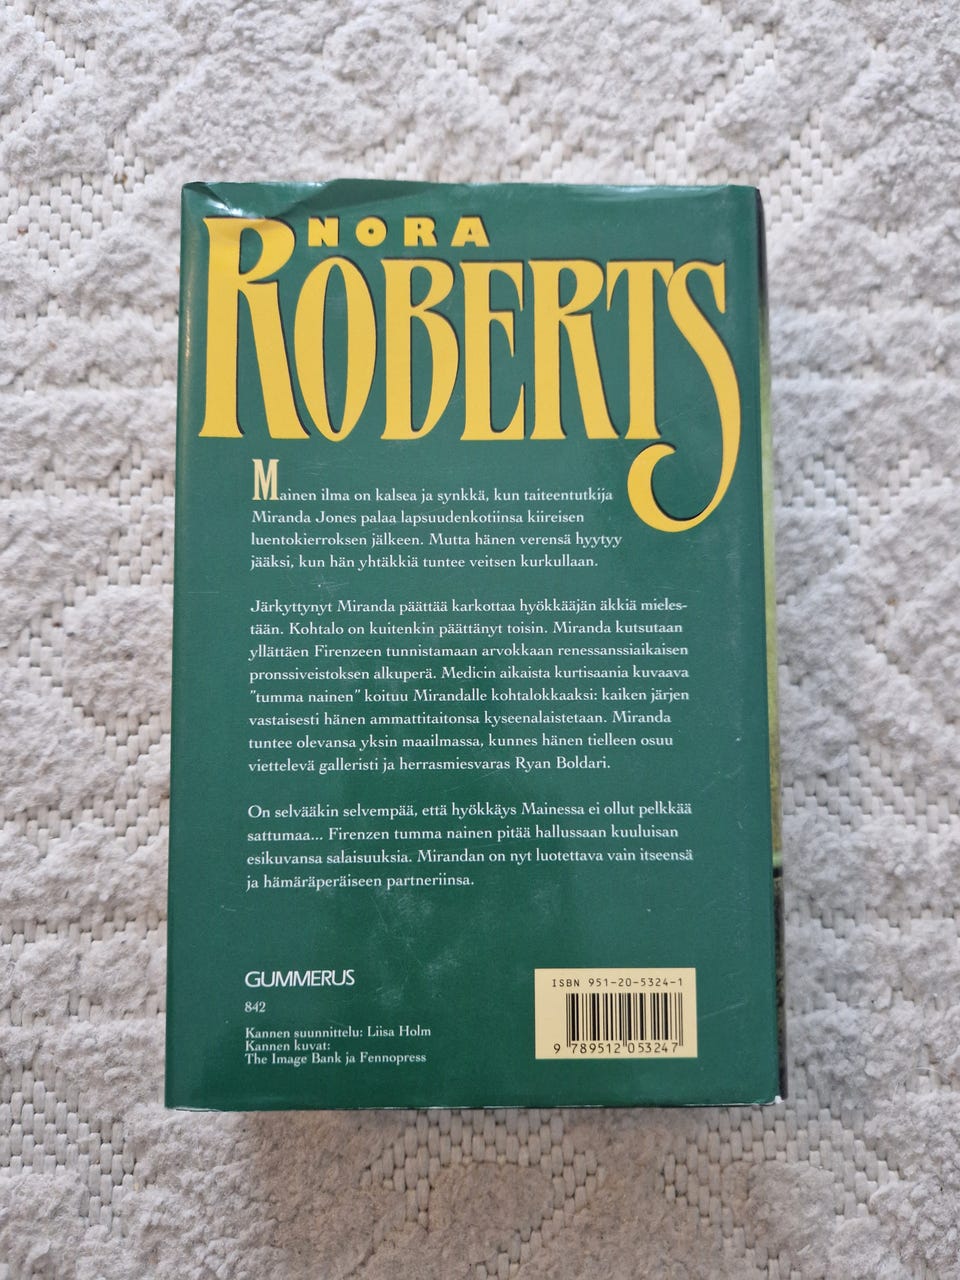 NORA
ROBERTS
Mainen ilma on kalsea ja synkkä, kun taiteentutkija
Miranda Jones palaa lapsuudenkotiinsa kiireisen
luentokierroksen jälkeen. Mutta hänen verensä hyytyy
jääksi, kun hän yhtäkkiä tuntee veitsen kurkullaan.
Järkyttynyt Miranda päättää karkottaa hyökkääjän äkkiä mieles-
tään. Kohtalo on kuitenkin päättänyt toisin. Miranda kutsutaan
yllättäen Firenzeen tunnistamaan arvokkaan renessanssiaikaisen
pronssiveistoksen alkuperä. Medicin aikaista kurtisaania kuvaava
"tumma nainen" koituu Mirandalle kohtalokkaaksi: kaiken järjen
vastaisesti hänen ammattitaitonsa kyseenalaistetaan. Miranda
tuntee olevansa yksin maailmassa, kunnes hänen tielleen osuu
viettelevä galleristi ja herrasmiesvaras Ryan Boldari.
On selvääkin selvempää, että hyökkäys Mainessa ei ollut pelkkää
sattumaa... Firenzen tumma nainen pitää hallussaan kuuluisan
esikuvansa salaisuuksia. Mirandan on nyt luotettava vain itseensä
ja hämäräperäiseen partneriinsa.
GUMMERUS
842
Kannen suunnittelu: Liisa Holm
Kannen kuvat:
The Image Bank ja Fennopress
ISBN 951-20-5324-1
9 789512 053247